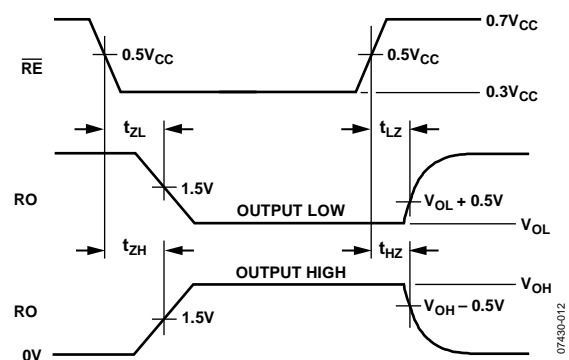 0.7VCC
RE
0.5VCC
0.5VCC
0.3VCC
tZL
tLZ
RO
1.5V
OUTPUT LOW
VOL + 0.5V
VOL
tZH
tHZ
OUTPUT HIGH
VOH
RO
1.5V
VOH – 0.5V
0V
07430-012